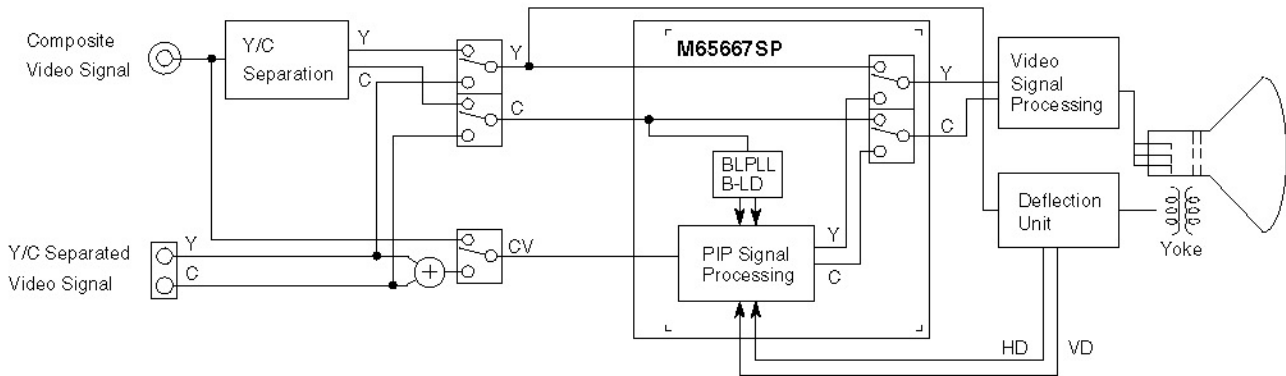 Composite
Video Signal
Y/C
Separation
Y
C
Y
C
M65667SP
BLPLL
B-LD
Y
C
Video
Signal
Processing
Deflection
Unit
Yoke
Y/C Separated
Video Signal
Y
C
+
CV
PIP Signal
Processing
Y
C
HD
VD